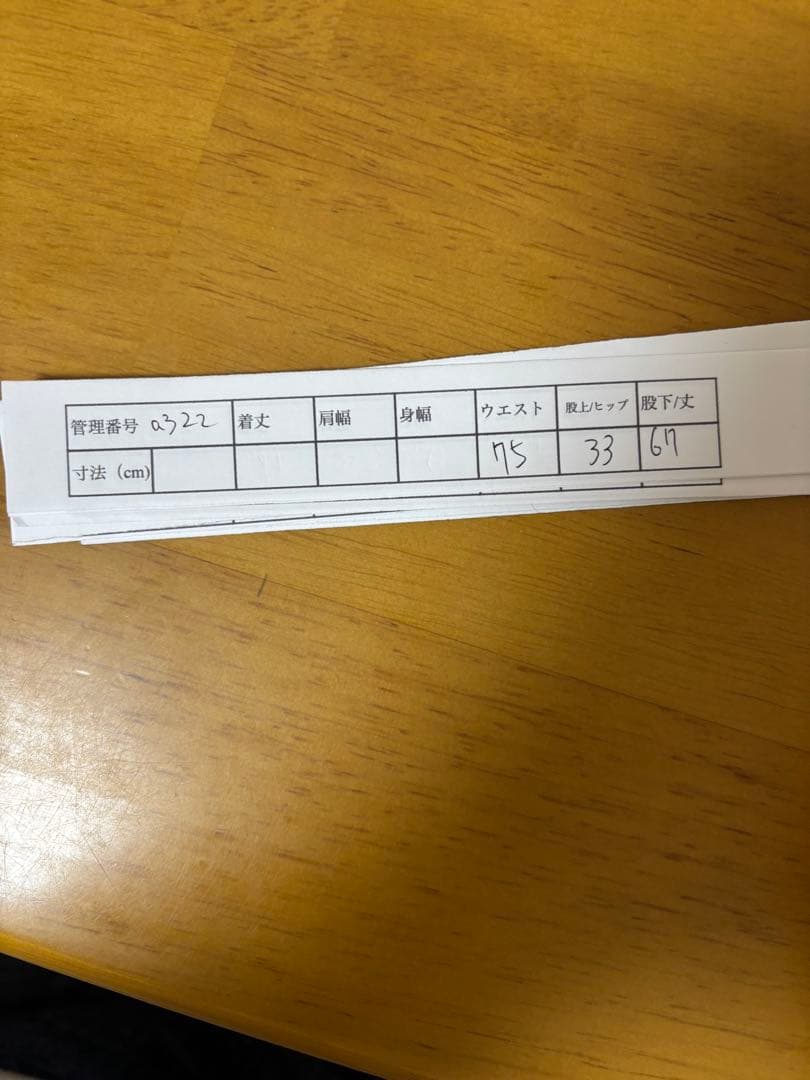 管理番号 a322 着丈 肩幅 身幅 ウエスト 股上/ヒップ 股下/丈
寸法（cm） 75 33 67